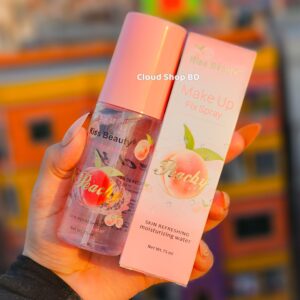 Cloud Shop BD
Kiss Beauty
Peachy
Kiss Beauty
Make Up
Fix Spray
Peachy
SKIN REFRESHING
moisturizing water